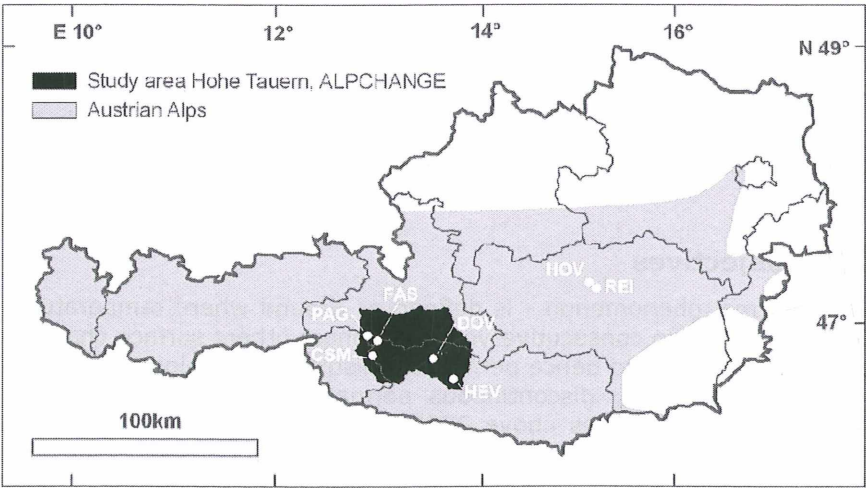 E 10° 12° 14° 16°
N 49°
Study area Hohe Tauern, ALPCHANGE
Austrian Alps
HOV
REI
FAS
PAG
DOV
47°
CSM
HEV
100km